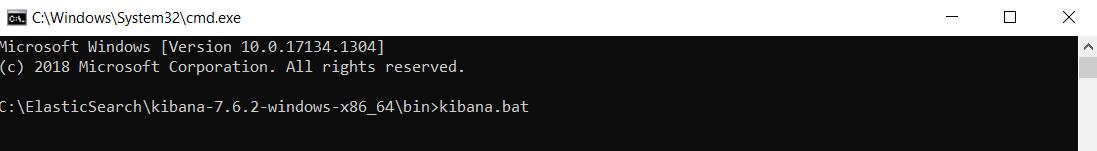 C:\Windows\System32\cmd.exe
Microsoft Windows [Version 10.0.17134.1304]
(c) 2018 Microsoft Corporation. All rights reserved.
C:\ElasticSearch\kibana-7.6.2-windows-x86_64\bin>kibana.bat